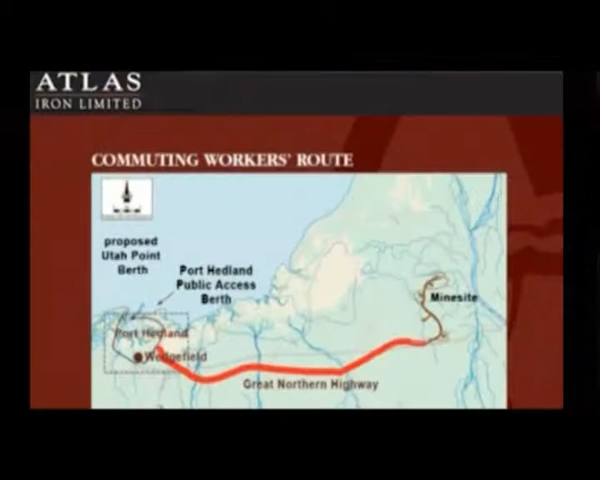 ATLAS
IRON LIMITED
COMMUTING WORKERS' ROUTE
proposed
Utah Point
Berth
Port Hedland
Public Access
Berth
Minesite
Port Hedland
Wedgefield
Great Northern Highway